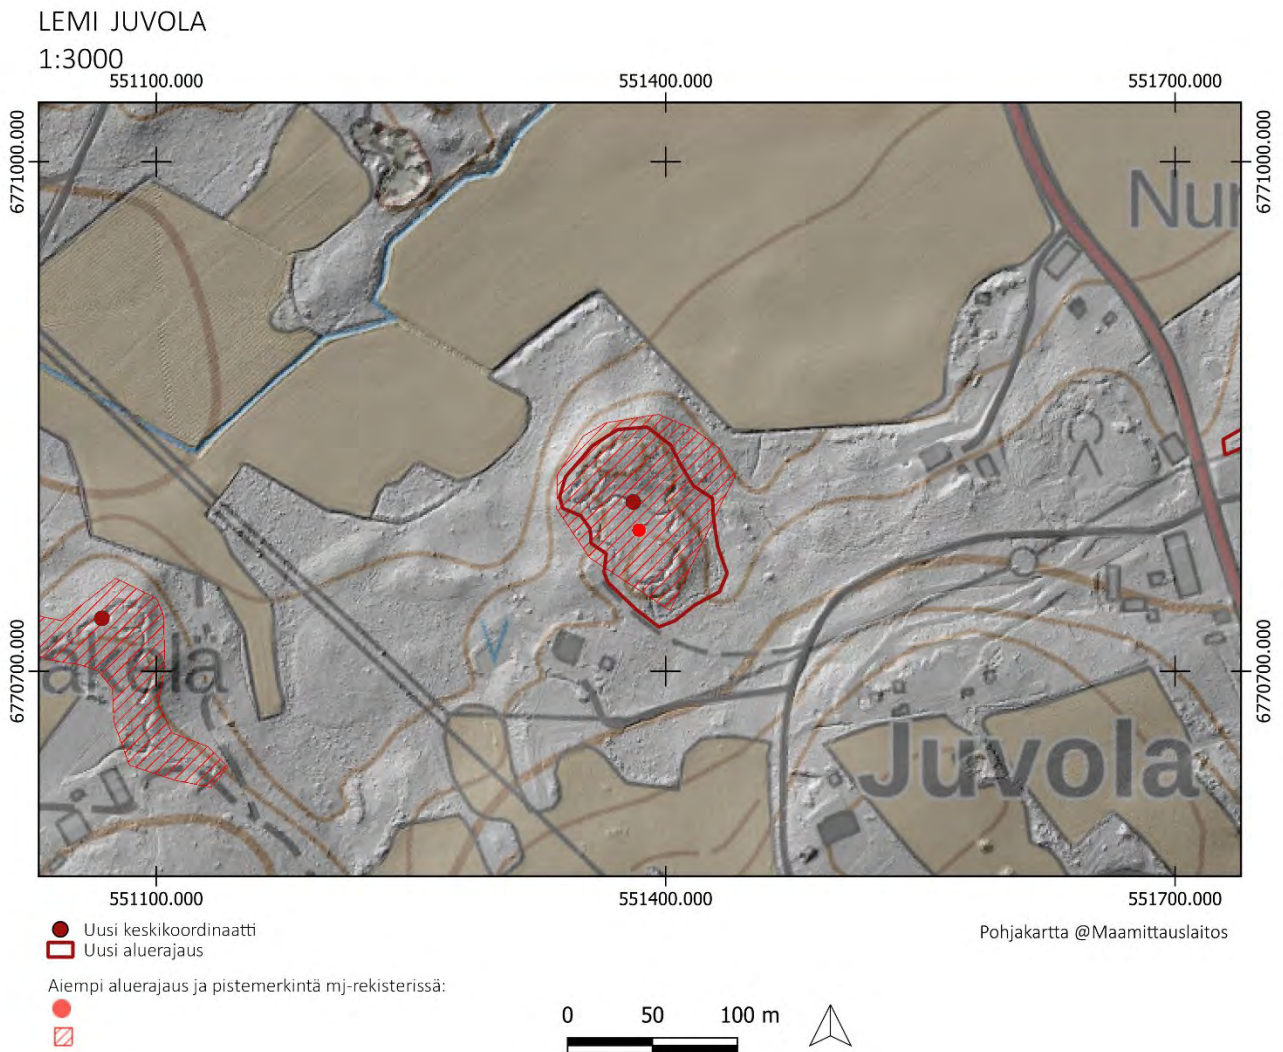 LEMI JUVOLA
1:3000
551100.000 551400.000 551700.000
6771000.000 6771000.000
Nur
6770700.000 6770700.000
äkelä
Juvola
551100.000 551400.000 551700.000
Uusi keskikoordinaatti
Uusi aluerajaus
Pohjakartta @Maamittauslaitos
Aiempi aluerajaus ja pistemerkintä mj-rekisterissä:
0 50 100 m